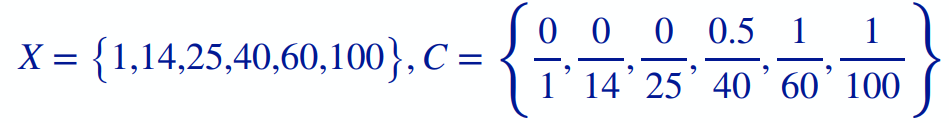 X = {1,14,25,40,60,100}, C = {0/1, 0/14, 0/25, 0.5/40, 1/60, 1/100}